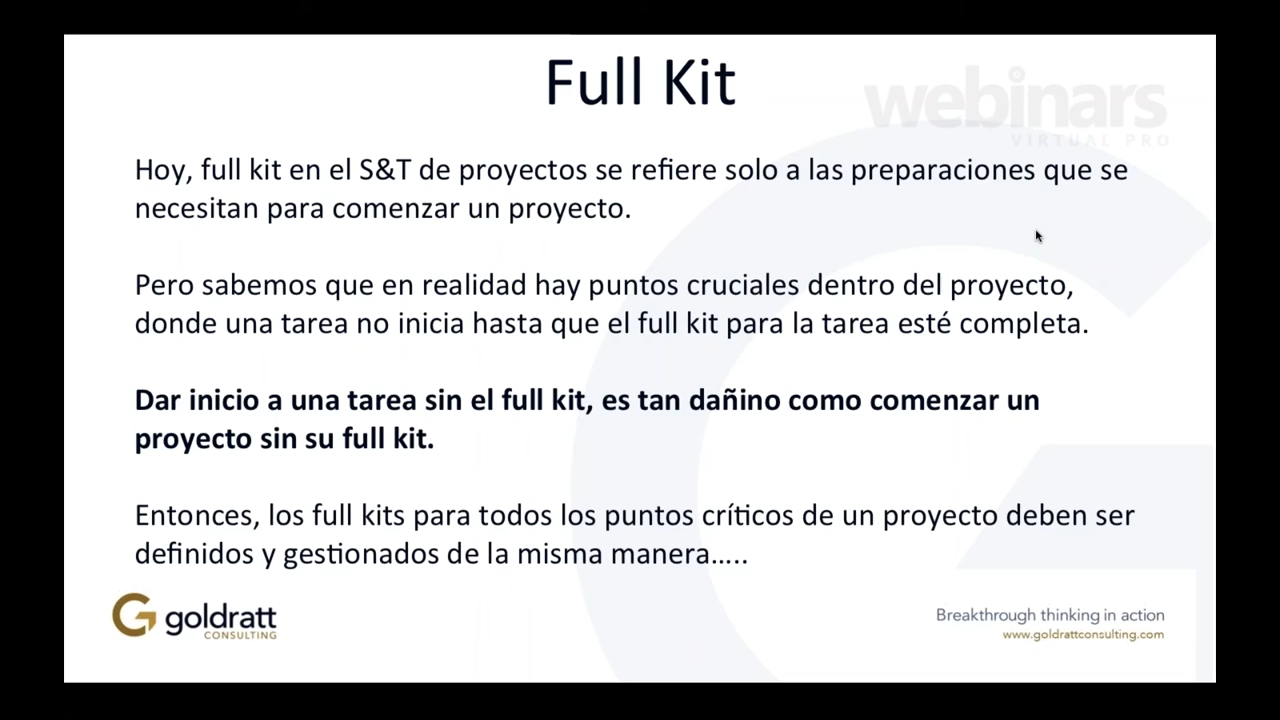 Full Kit
webinars
VIRTUAL PRO
Hoy, full kit en el S&T de proyectos se refiere solo a las preparaciones que se
necesitan para comenzar un proyecto.
Pero sabemos que en realidad hay puntos cruciales dentro del proyecto,
donde una tarea no inicia hasta que el full kit para la tarea esté completa.
Dar inicio a una tarea sin el full kit, es tan dañino como comenzar un
proyecto sin su full kit.
Entonces, los full kits para todos los puntos críticos de un proyecto deben ser
definidos y gestionados de la misma manera.....
goldratt
CONSULTING
Breakthrough thinking in action
www.goldrattconsulting.com